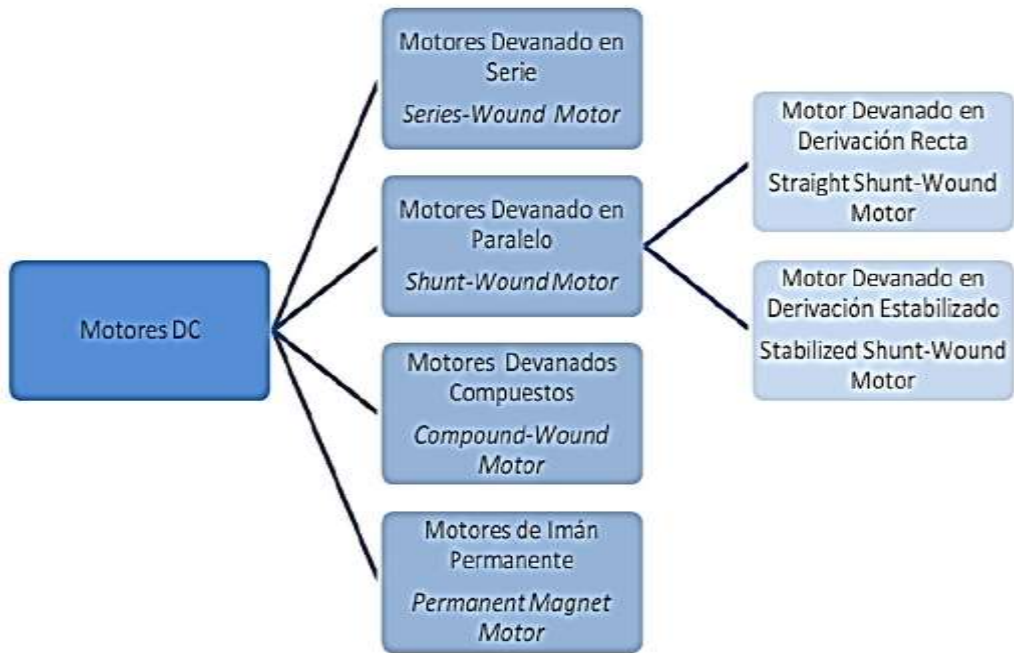 Motores DC
Motores Devanado en
Serie
Series-Wound Motor
Motores Devanado en
Paralelo
Shunt-Wound Motor
Motores Devanados
Compuestos
Compound-Wound
Motor
Motores de Imán
Permanente
Permanent Magnet
Motor
Motor Devanado en
Derivación Recta
Straight Shunt-Wound
Motor
Motor Devanado en
Derivación Estabilizado
Stabilized Shunt-Wound
Motor